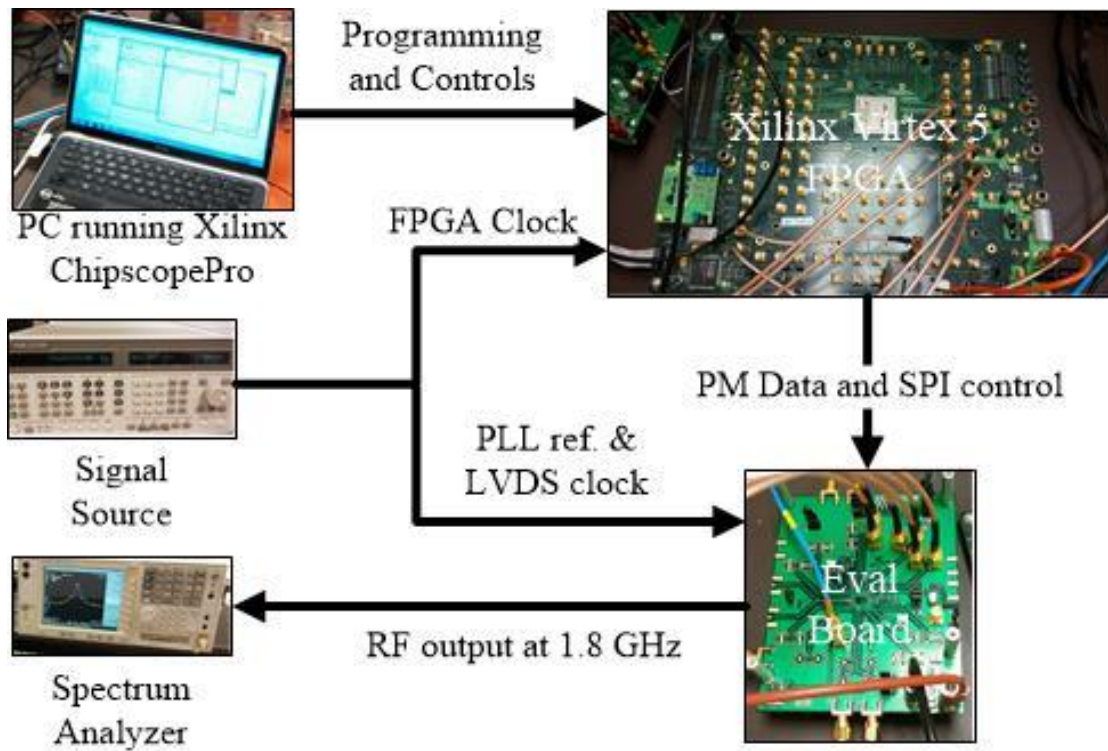 Programming
and Controls
Xilinx Virtex 5
FPGA
PC running Xilinx
ChipscopePro
FPGA Clock
PM Data and SPI control
Signal
Source
PLL ref. &
LVDS clock
Eval
Board
RF output at 1.8 GHz
Spectrum
Analyzer